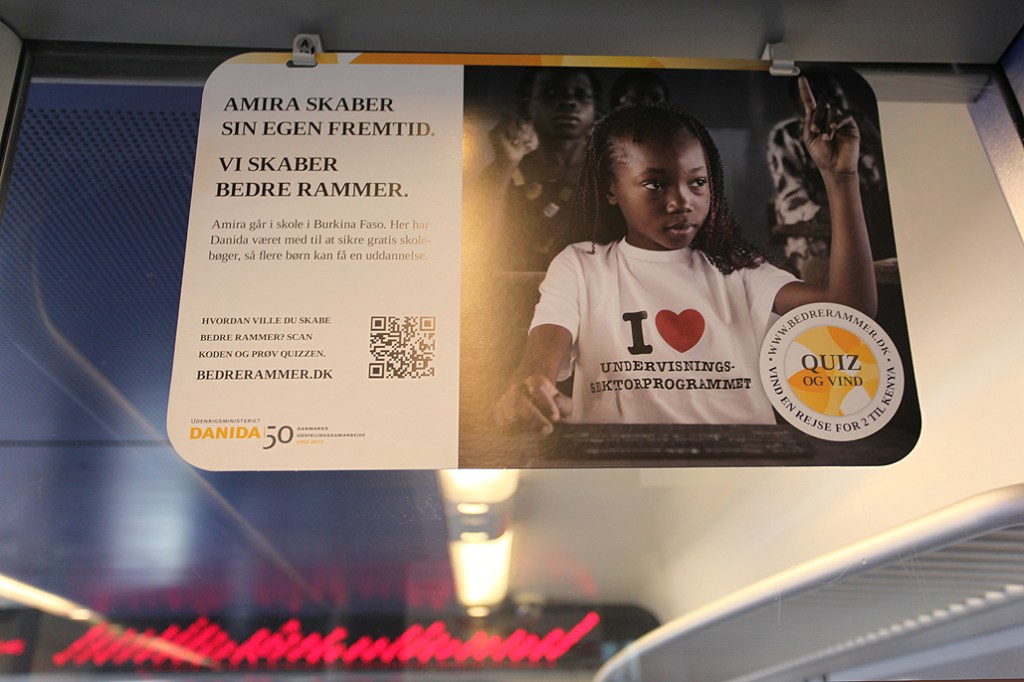 AMIRA SKABER
SIN EGEN FREMTID.
VI SKABER
BEDRE RAMMER.
Amira går i skole i Burkina Faso. Her har
Danida været med til at sikre gratis skole-
bøger, så flere børn kan få en uddannelse.
HVORDAN VILLE DU SKABE
BEDRE RAMMER? SCAN
KODEN OG PRØV QUIZZEN.
BEDRERAMMER.DK
UDENRIGSMINISTERIET
DANIDA 50
DANMARKS
UDVIKLINGSSAMARBEJDE
1962-2012
I ♥
UNDERVISNINGS-
SEKTORPROGRAMMET
• WWW.BEDRERAMMER.DK •
QUIZ
OG VIND
VIND EN REJSE FOR 2 TIL KENYA